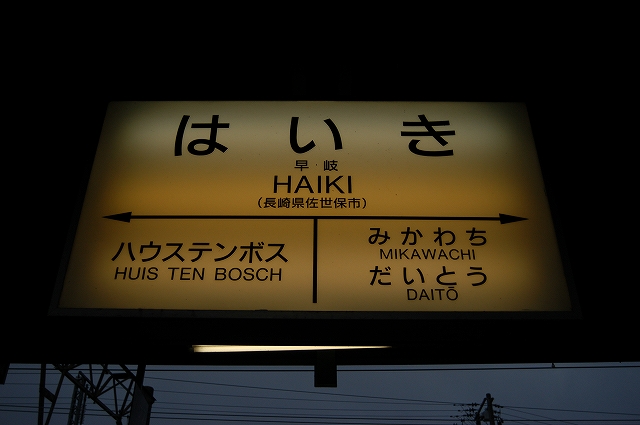 はいき
早・岐
HAIKI
(長崎県佐世保市)
ハウステンボス
HUIS TEN BOSCH
みかわち
MIKAWACHI
だいとう
DAITŌ